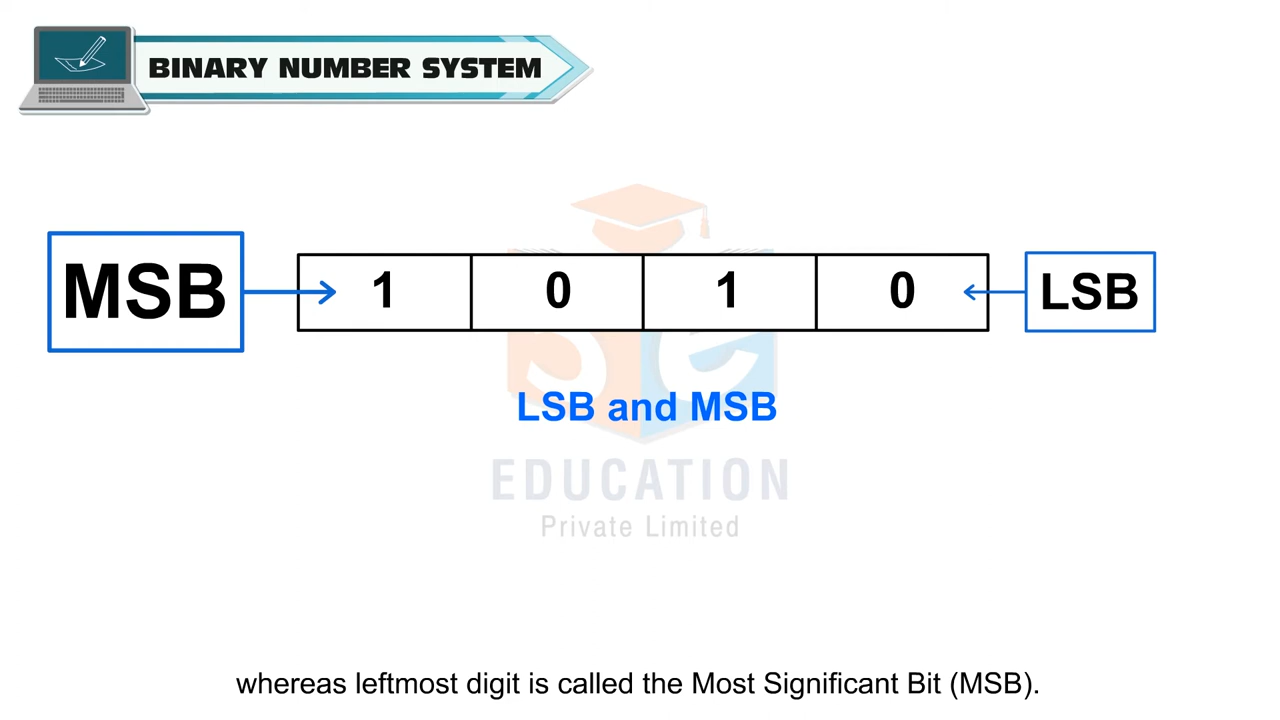 BINARY NUMBER SYSTEM
MSB 1 0 1 0 LSB
LSB and MSB
EDUCATION
Private Limited
whereas leftmost digit is called the Most Significant Bit (MSB).